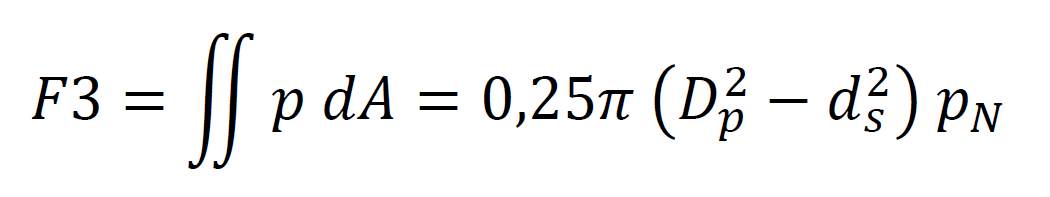 F3 = ∬ p dA = 0,25π (D_p^2 − d_s^2) p_N